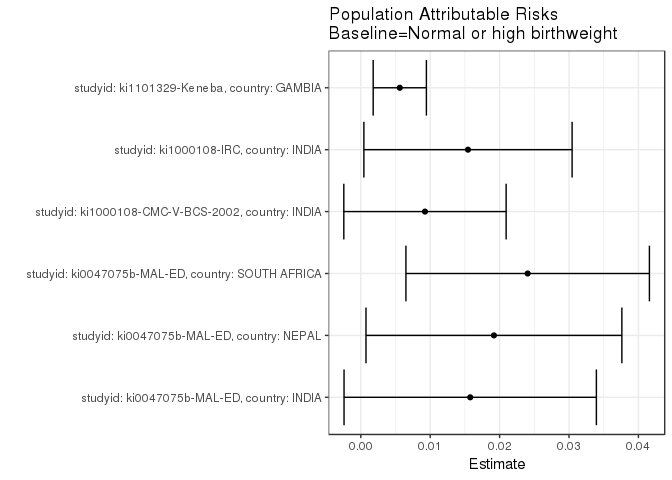 Population Attributable Risks
Baseline=Normal or high birthweight
studyid: ki1101329-Keneba, country: GAMBIA
studyid: ki1000108-IRC, country: INDIA
studyid: ki1000108-CMC-V-BCS-2002, country: INDIA
studyid: ki0047075b-MAL-ED, country: SOUTH AFRICA
studyid: ki0047075b-MAL-ED, country: NEPAL
studyid: ki0047075b-MAL-ED, country: INDIA
0.00 0.01 0.02 0.03 0.04
Estimate